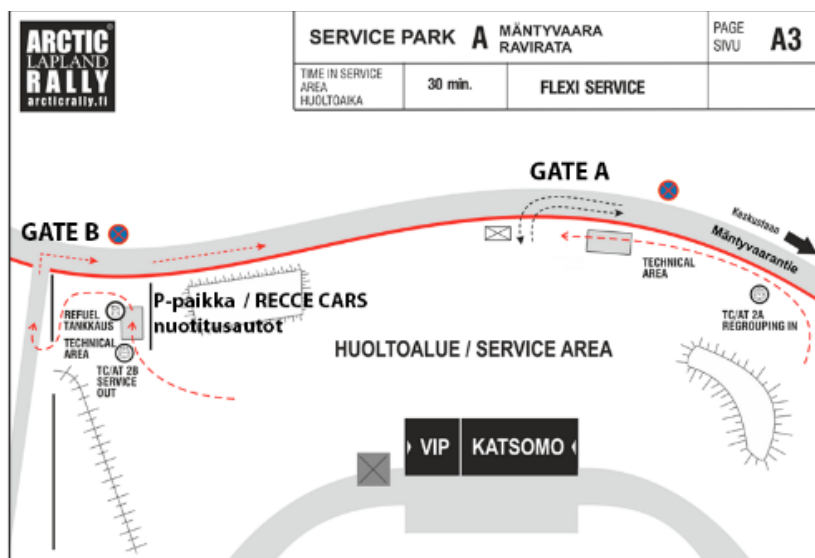 ARCTIC
LAPLAND
RALLY
arcticrally.fi
SERVICE PARK A MÄNTYVAARA
RAVIRATA
PAGE
SIVU A3
TIME IN SERVICE
AREA
HUOLTOAIKA
30 min.
FLEXI SERVICE
GATE A
GATE B
Keskustaan
Mäntyvaarantie
TECHNICAL
AREA
TC/AT 2A
REGROUPING IN
P-paikka / RECCE CARS
nuotitusautot
REFUEL
TANKKAUS
TECHNICAL
AREA
TC/AT 2B
SERVICE
OUT
HUOLTOALUE / SERVICE AREA
VIP
KATSOMO